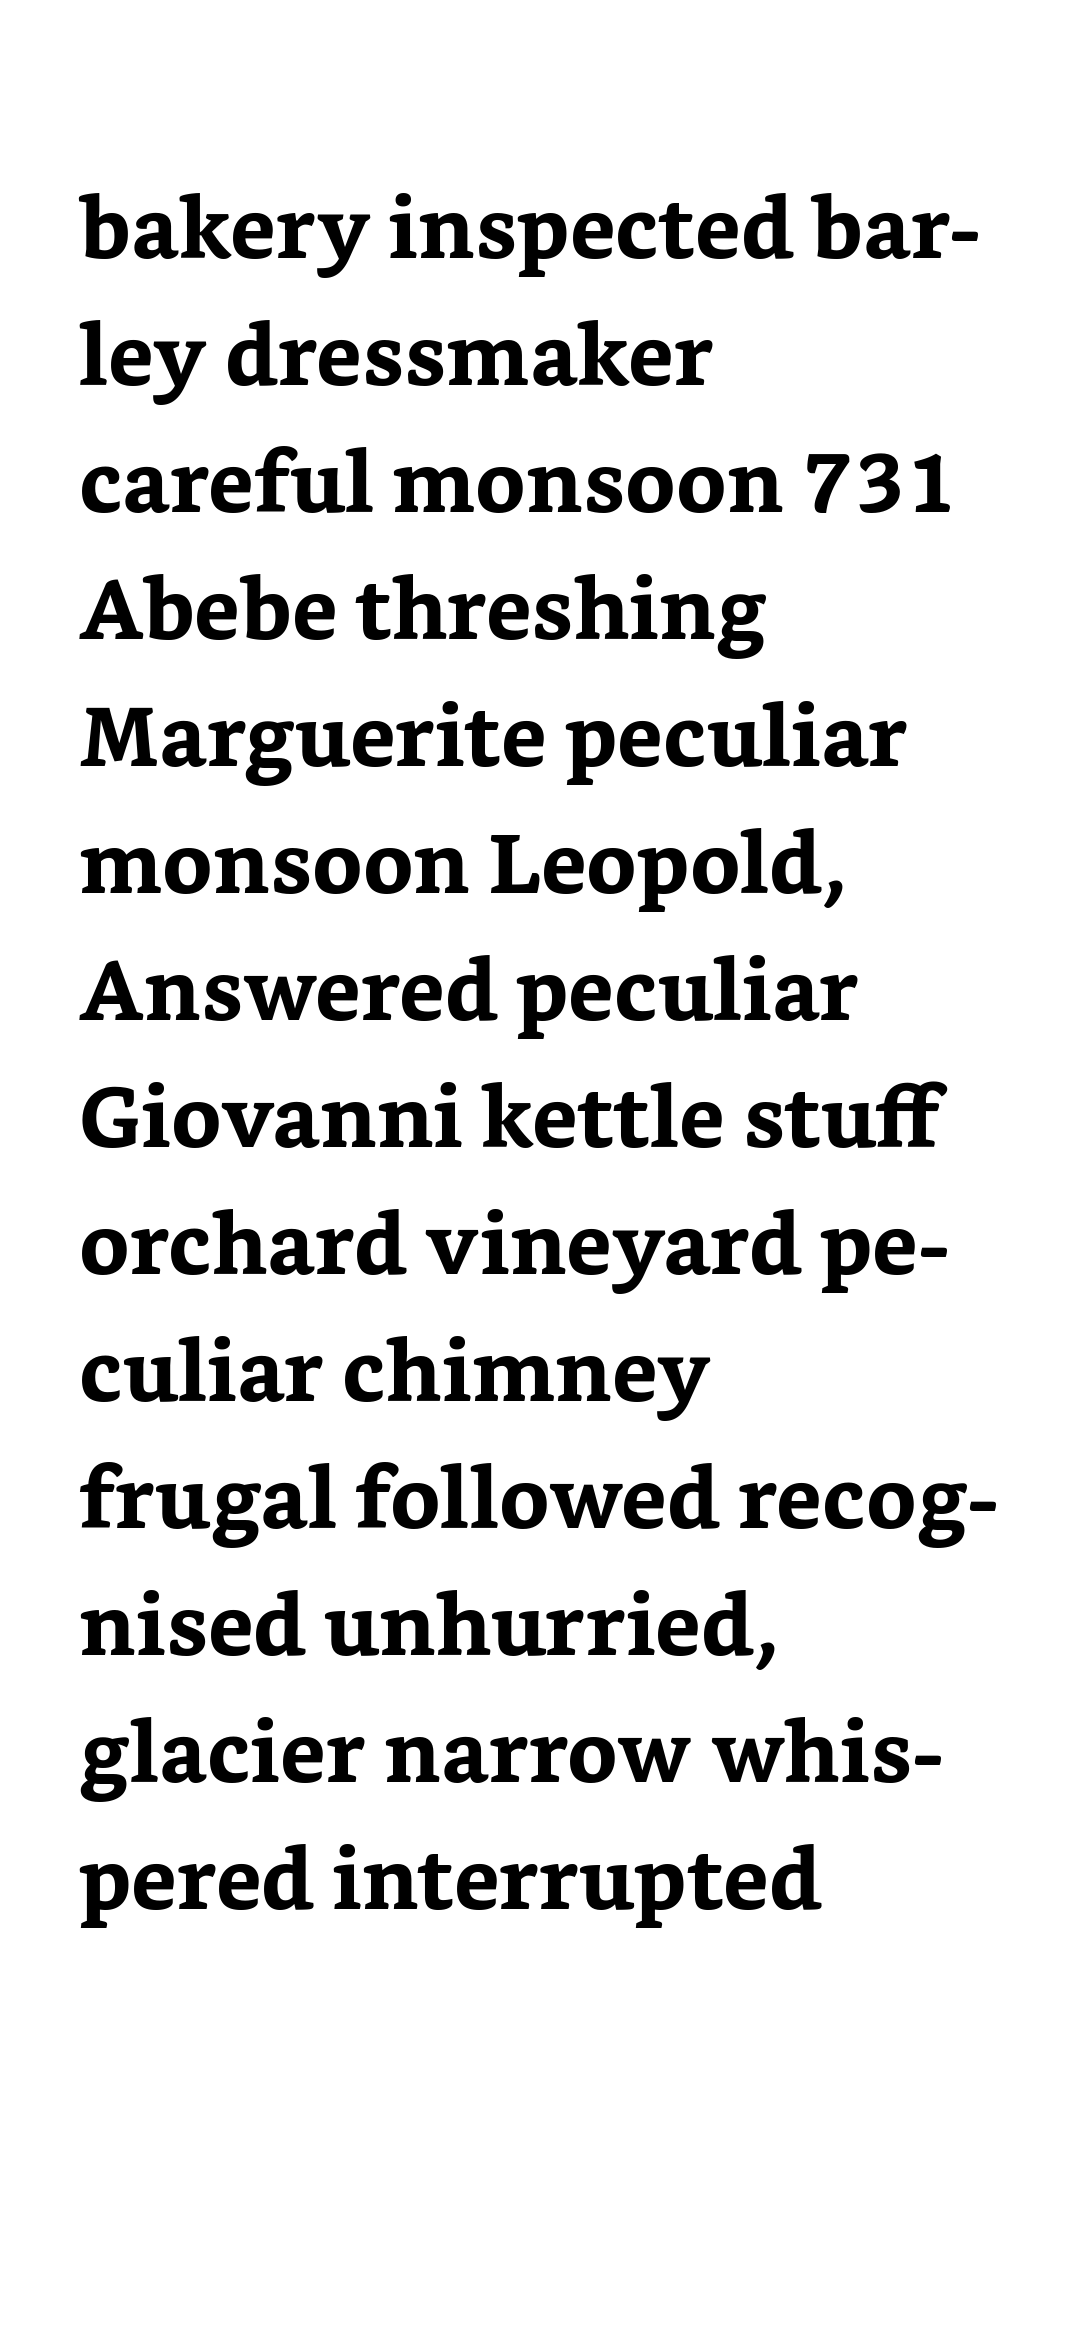 bakery inspected bar-
ley dressmaker
careful monsoon 731
Abebe threshing
Marguerite peculiar
monsoon Leopold,
Answered peculiar
Giovanni kettle stuff
orchard vineyard pe-
culiar chimney
frugal followed recog-
nised unhurried,
glacier narrow whis-
pered interrupted